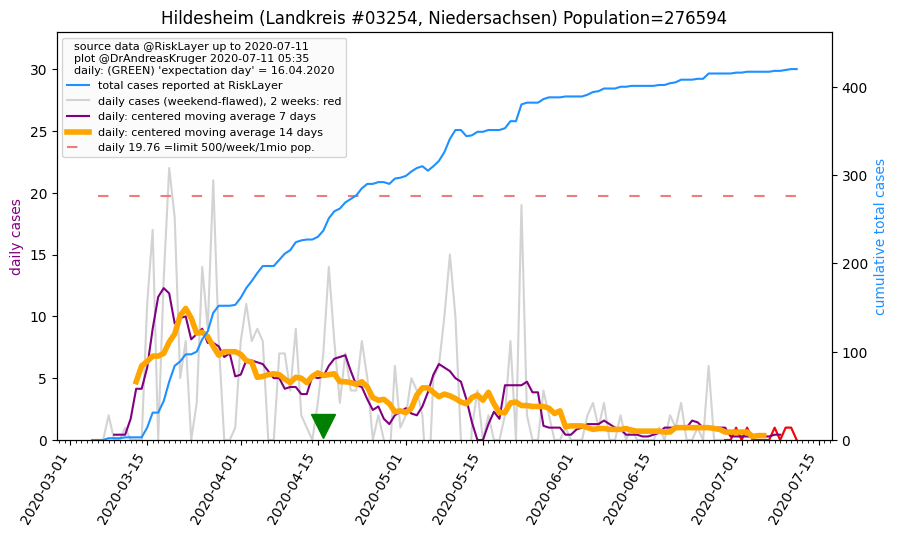 Hildesheim (Landkreis #03254, Niedersachsen) Population=276594
source data @RiskLayer up to 2020-07-11
plot @DrAndreasKruger 2020-07-11 05:35
daily: (GREEN) 'expectation day' = 16.04.2020
total cases reported at RiskLayer
daily cases (weekend-flawed), 2 weeks: red
daily: centered moving average 7 days
daily: centered moving average 14 days
daily 19.76 =limit 500/week/1mio pop.
daily cases
30
25
20
15
10
5
0
400
300
200
100
0
cumulative total cases
2020-03-01
2020-03-15
2020-04-01
2020-04-15
2020-05-01
2020-05-15
2020-06-01
2020-06-15
2020-07-01
2020-07-15